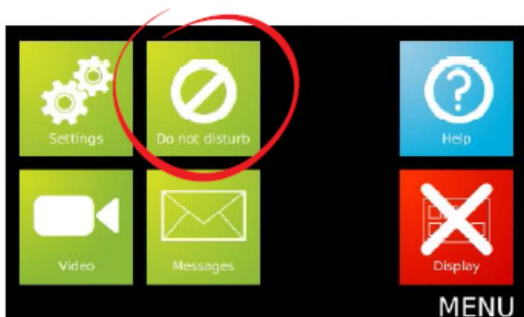 Settings
Do not disturb
Help
Video
Messages
Display
MENU